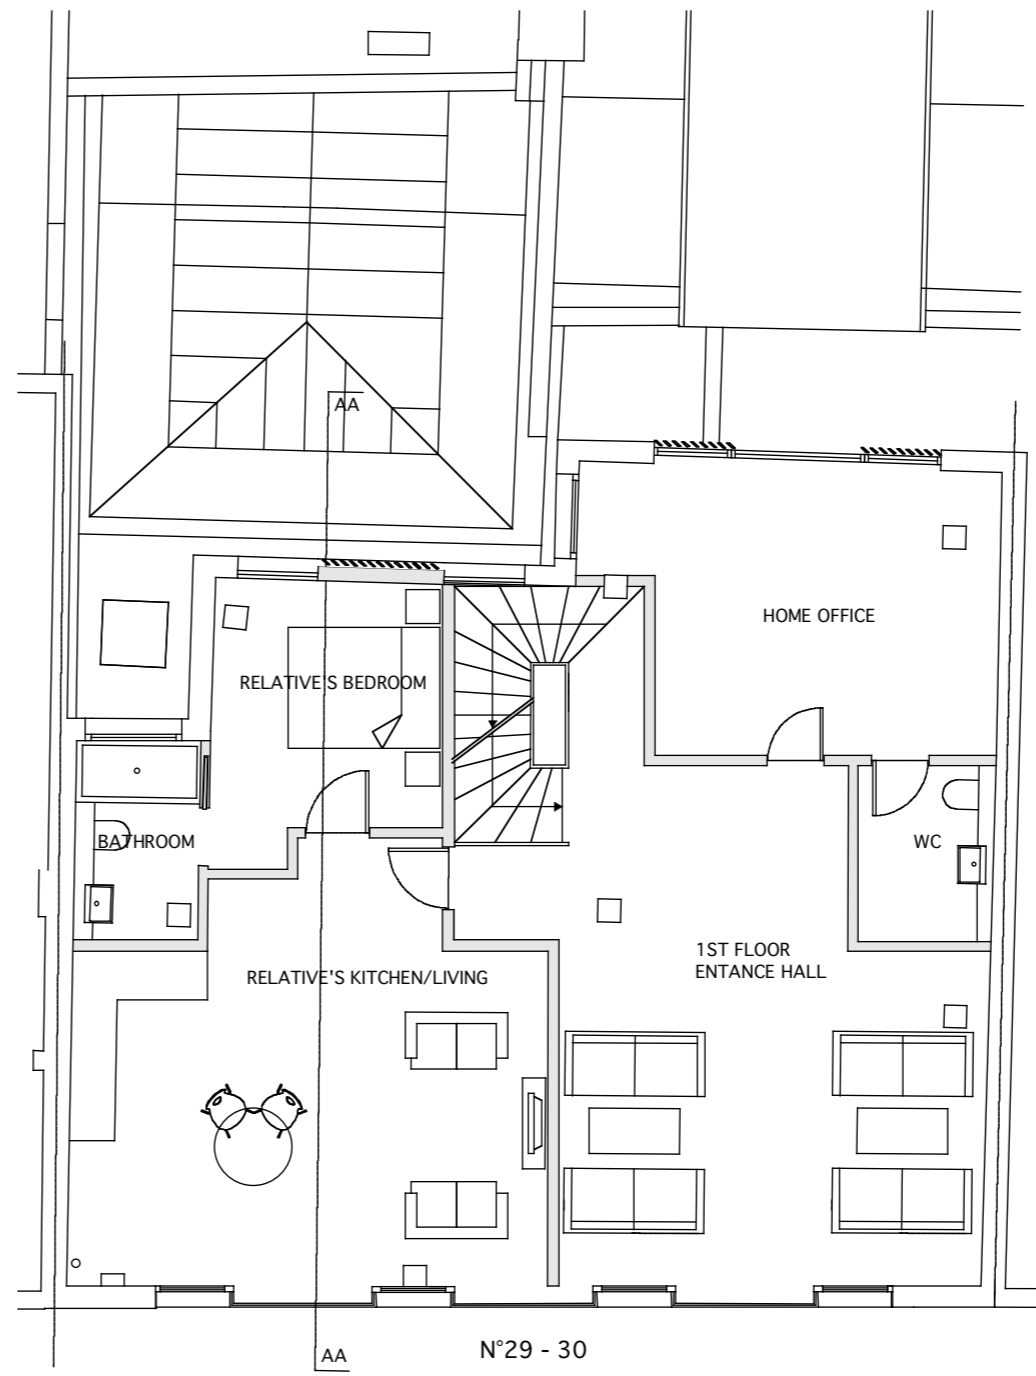 AA
HOME OFFICE
RELATIVE'S BEDROOM
BATHROOM
WC
1ST FLOOR
ENTANCE HALL
RELATIVE'S KITCHEN/LIVING
N°29 - 30
AA